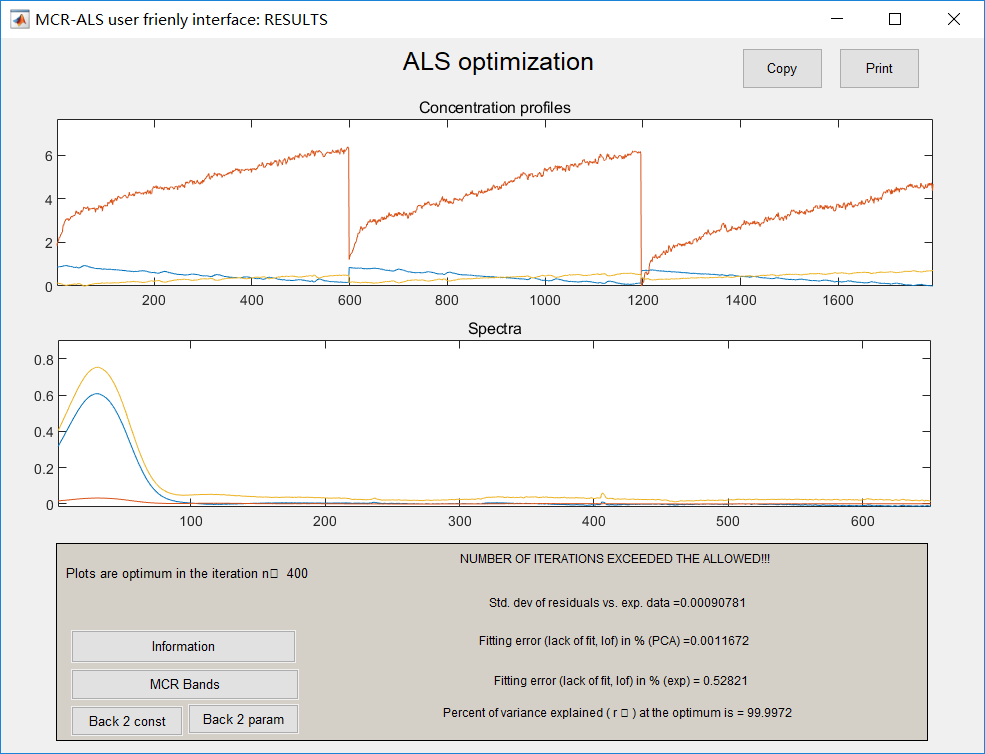 MCR-ALS user frienly interface: RESULTS
ALS optimization
Copy
Print
Concentration profiles
6
4
2
0
200 400 600 800 1000 1200 1400 1600
Spectra
0.8
0.6
0.4
0.2
0
100 200 300 400 500 600
NUMBER OF ITERATIONS EXCEEDED THE ALLOWED!!!
Plots are optimum in the iteration n□ 400
Std. dev of residuals vs. exp. data =0.00090781
Fitting error (lack of fit, lof) in % (PCA) =0.0011672
Information
Fitting error (lack of fit, lof) in % (exp) = 0.52821
MCR Bands
Percent of variance explained ( r □ ) at the optimum is = 99.9972
Back 2 const
Back 2 param